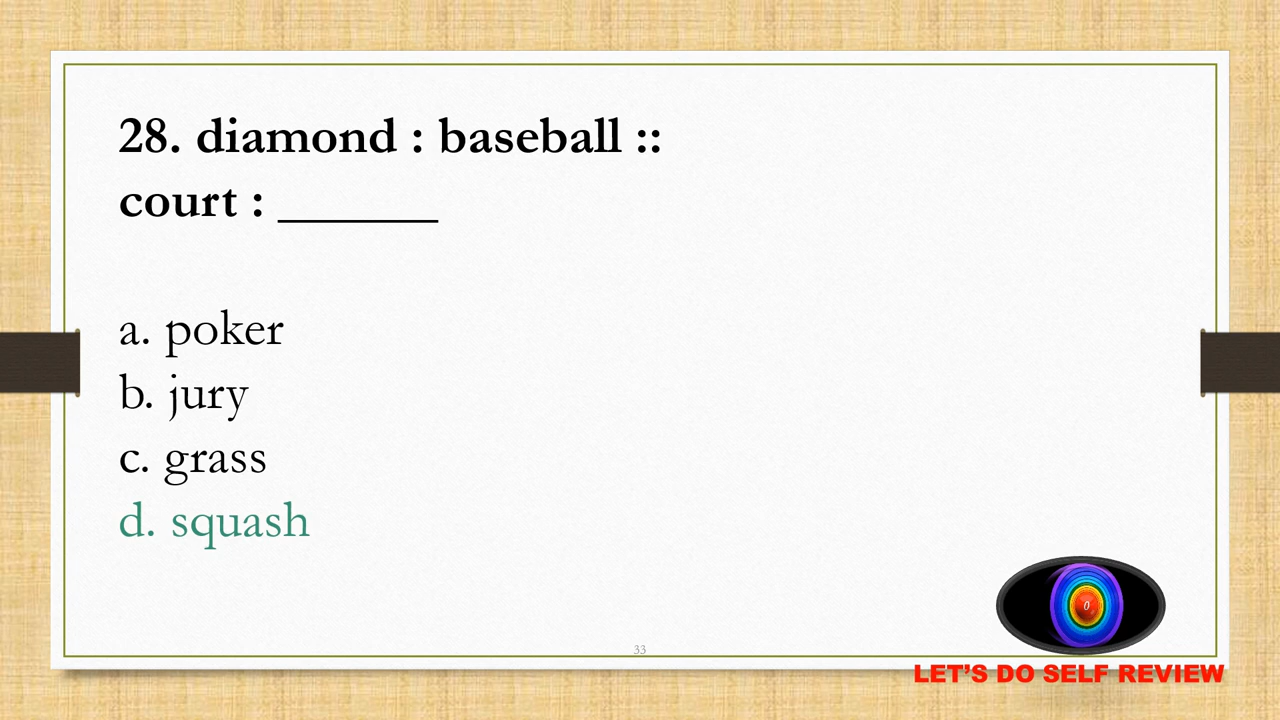 28. diamond : baseball ::
court : ______
a. poker
b. jury
c. grass
d. squash
0
33
LET'S DO SELF REVIEW